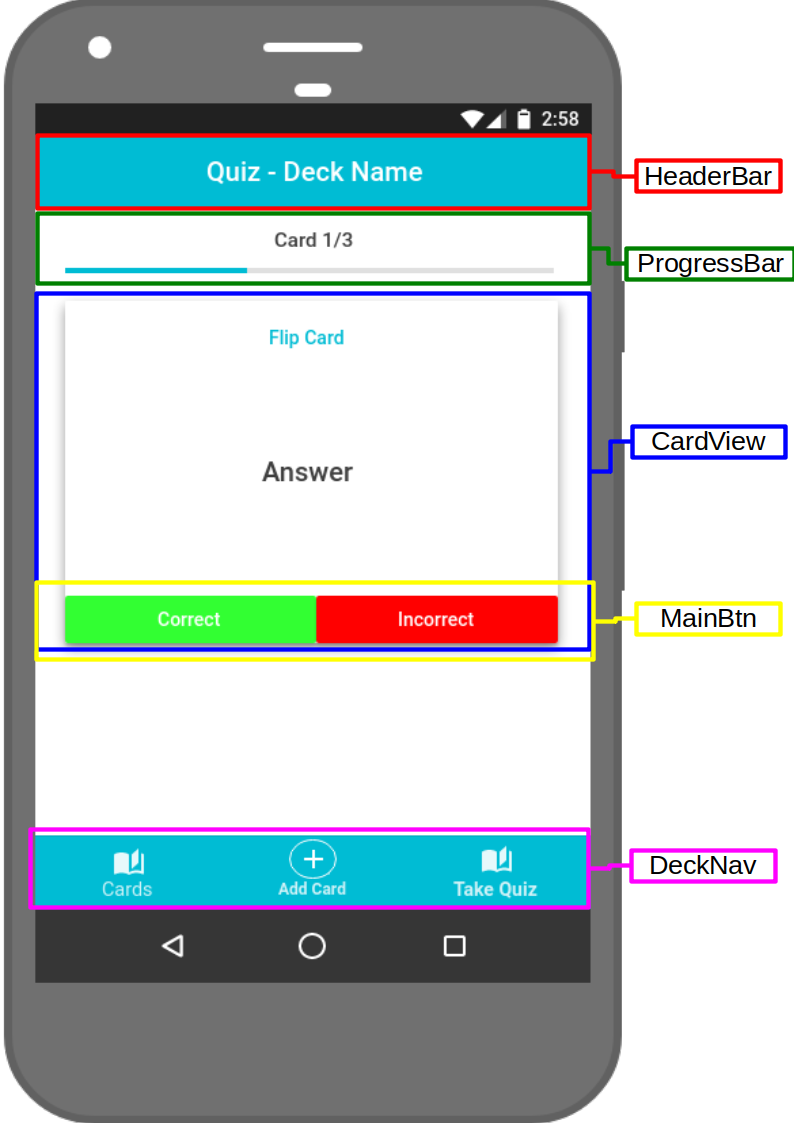 2:58
Quiz - Deck Name
HeaderBar
Card 1/3
ProgressBar
Flip Card
CardView
Answer
Correct
Incorrect
MainBtn
Cards
Add Card
Take Quiz
DeckNav